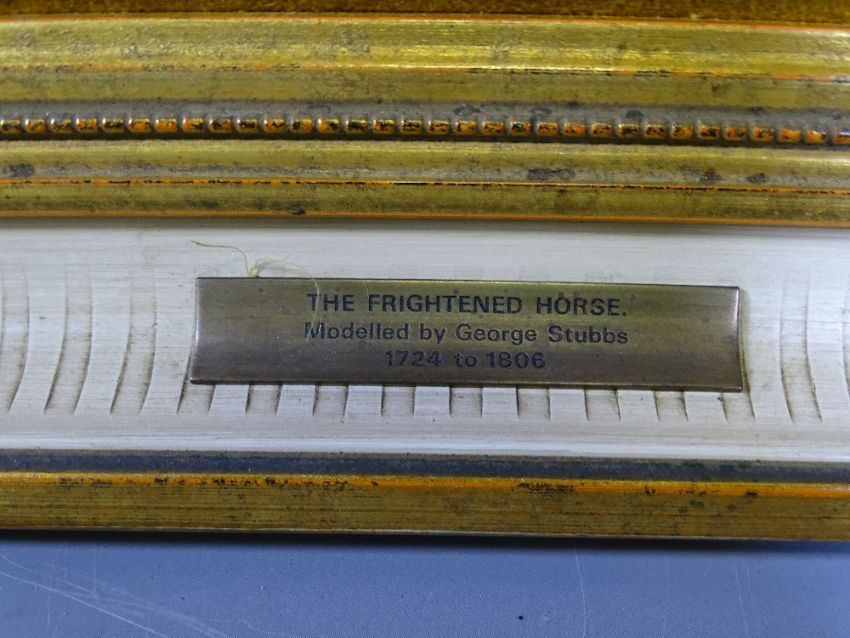 THE FRIGHTENED HORSE.
Modelled by George Stubbs
1724 to 1806